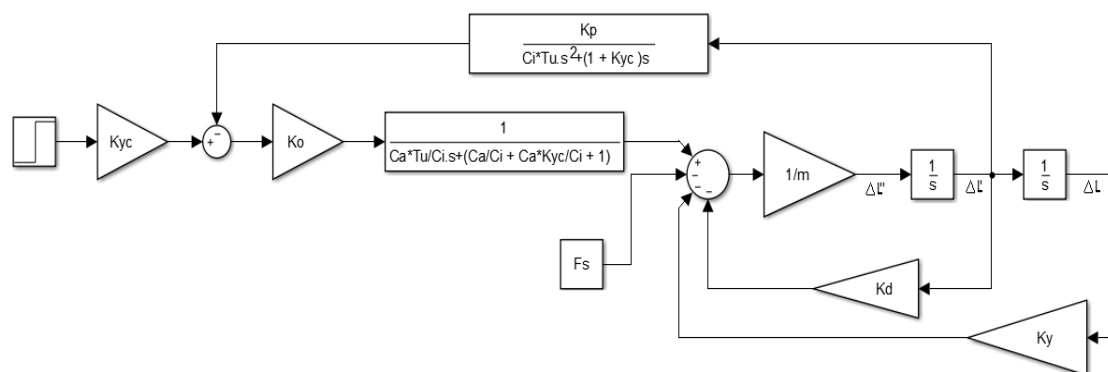 Kp
Ci*Tu.s²+(1 + Kyc )s
−
+
Kyc
Ko
1
Ca*Tu/Ci.s+(Ca/Ci + Ca*Kyc/Ci + 1)
+
−
−
−
1/m
ΔL''
1
s
ΔL'
1
s
ΔL
Fs
Kd
Ky